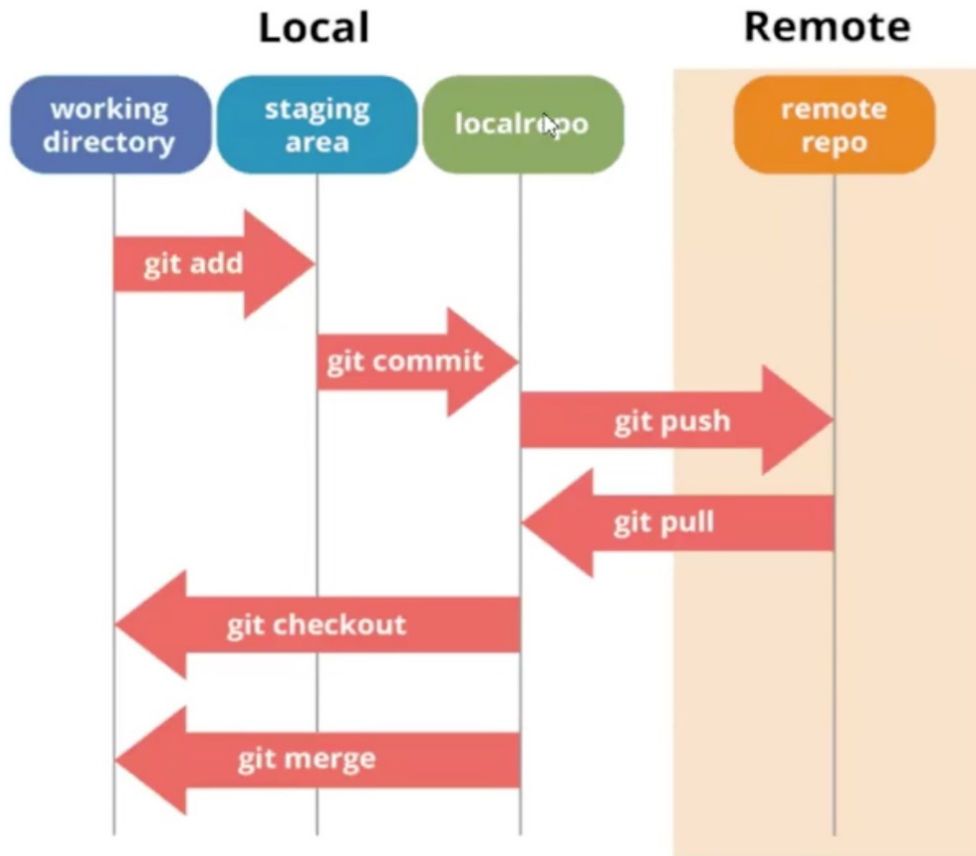 Local
Remote
working
directory
staging
area
localrepo
remote
repo
git add
git commit
git push
git pull
git checkout
git merge